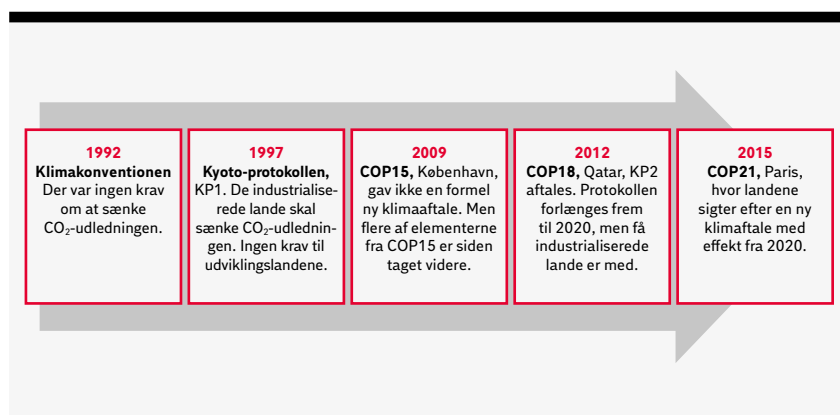 1992
Klimakonventionen
Der var ingen krav
om at sænke
CO₂-udledningen.
1997
Kyoto-protokollen,
KP1. De industrialise-
rede lande skal
sænke CO₂-udlednin-
gen. Ingen krav til
udviklingslandene.
2009
COP15, København,
gav ikke en formel
ny klimaaftale. Men
flere af elementerne
fra COP15 er siden
taget videre.
2012
COP18, Qatar, KP2
aftales. Protokollen
forlænges frem
til 2020, men få
industrialiserede
lande er med.
2015
COP21, Paris,
hvor landene
sigter efter en ny
klimaftale med
effekt fra 2020.